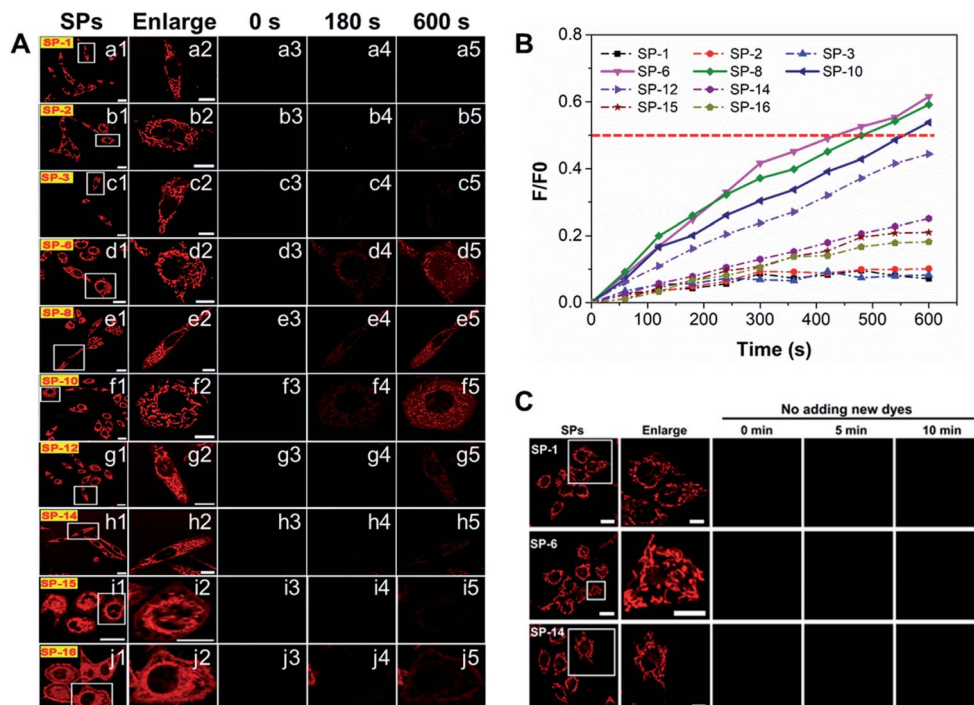 A
SPs Enlarge 0 s 180 s 600 s
SP-1 a1 a2 a3 a4 a5
SP-2 b1 b2 b3 b4 b5
SP-3 c1 c2 c3 c4 c5
SP-6 d1 d2 d3 d4 d5
SP-8 e1 e2 e3 e4 e5
SP-10 f1 f2 f3 f4 f5
SP-12 g1 g2 g3 g4 g5
SP-14 h1 h2 h3 h4 h5
SP-15 i1 i2 i3 i4 i5
SP-16 j1 j2 j3 j4 j5
B
F/F0
0.8
0.6
0.4
0.2
0.0
SP-1 SP-2 SP-3
SP-6 SP-8 SP-10
SP-12 SP-14
SP-15 SP-16
0 100 200 300 400 500 600
Time (s)
C
No adding new dyes
SPs Enlarge 0 min 5 min 10 min
SP-1
SP-6
SP-14